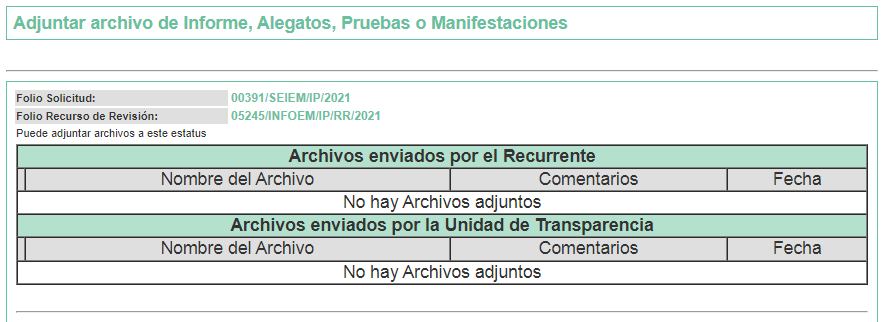 Adjuntar archivo de Informe, Alegatos, Pruebas o Manifestaciones
Folio Solicitud: 00391/SEIEM/IP/2021
Folio Recurso de Revisión: 05245/INFOEM/IP/RR/2021
Puede adjuntar archivos a este estatus
Archivos enviados por el Recurrente
Nombre del Archivo Comentarios Fecha
No hay Archivos adjuntos
Archivos enviados por la Unidad de Transparencia
Nombre del Archivo Comentarios Fecha
No hay Archivos adjuntos